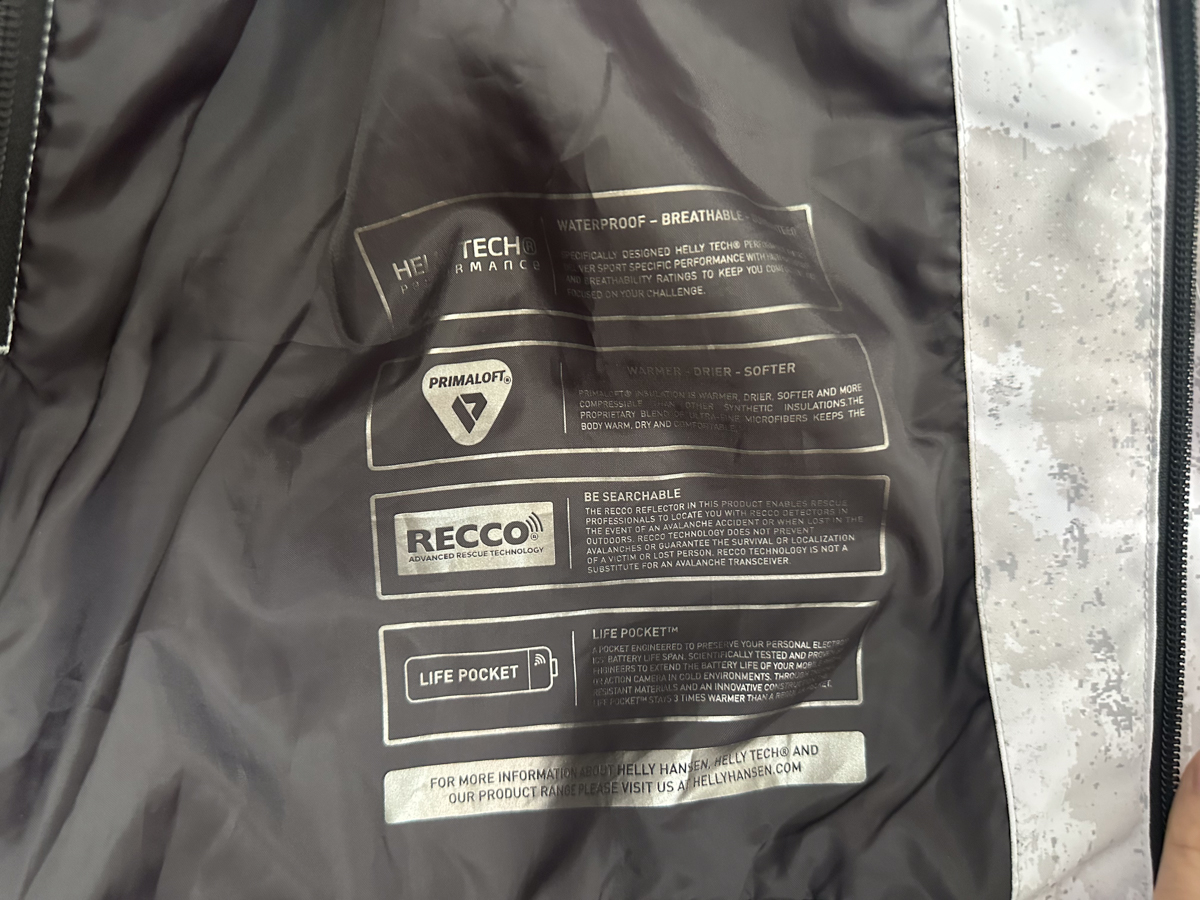 HELLY TECH®
PERFORMANCE
WATERPROOF - BREATHABLE -
SPECIFICALLY DESIGNED HELLY TECH®
SPORT SPECIFIC PERFORMANCE WITH
AND BREATHABILITY RATINGS TO KEEP YOU
FOCUSED ON YOUR CHALLENGE.
PRIMALOFT®
WARMER - DRIER - SOFTER
PRIMALOFT® INSULATION IS WARMER, DRIER, SOFTER AND MORE
COMPRESSIBLE THAN OTHER SYNTHETIC INSULATIONS.THE
PROPRIETARY BLEND OF ULTRA-FINE MICROFIBERS KEEPS THE
BODY WARM, DRY AND COMFORTABLE.
RECCO®
ADVANCED RESCUE TECHNOLOGY
BE SEARCHABLE
THE RECCO REFLECTOR IN THIS PRODUCT ENABLES RESCUE
PROFESSIONALS TO LOCATE YOU WITH RECCO DETECTORS IN
THE EVENT OF AN AVALANCHE ACCIDENT OR WHEN LOST IN THE
OUTDOORS. RECCO TECHNOLOGY DOES NOT PREVENT
AVALANCHES OR GUARANTEE THE SURVIVAL OR LOCALIZATION
OF A VICTIM OR LOST PERSON. RECCO TECHNOLOGY IS NOT A
SUBSTITUTE FOR AN AVALANCHE TRANSCEIVER.
LIFE POCKET
LIFE POCKET™
A POCKET ENGINEERED TO PRESERVE YOUR PERSONAL
BATTERY LIFE SPAN. SCIENTIFICALLY TESTED AND
ENGINEERS TO EXTEND THE BATTERY LIFE OF YOUR
OR ACTION CAMERA IN COLD ENVIRONMENTS. THROUGH
RESISTANT MATERIALS AND AN INNOVATIVE
LIFE POCKET™ STAYS 3 TIMES WARMER THAN A
FOR MORE INFORMATION ABOUT HELLY HANSEN, HELLY TECH® AND
OUR PRODUCT RANGE PLEASE VISIT US AT HELLYHANSEN.COM